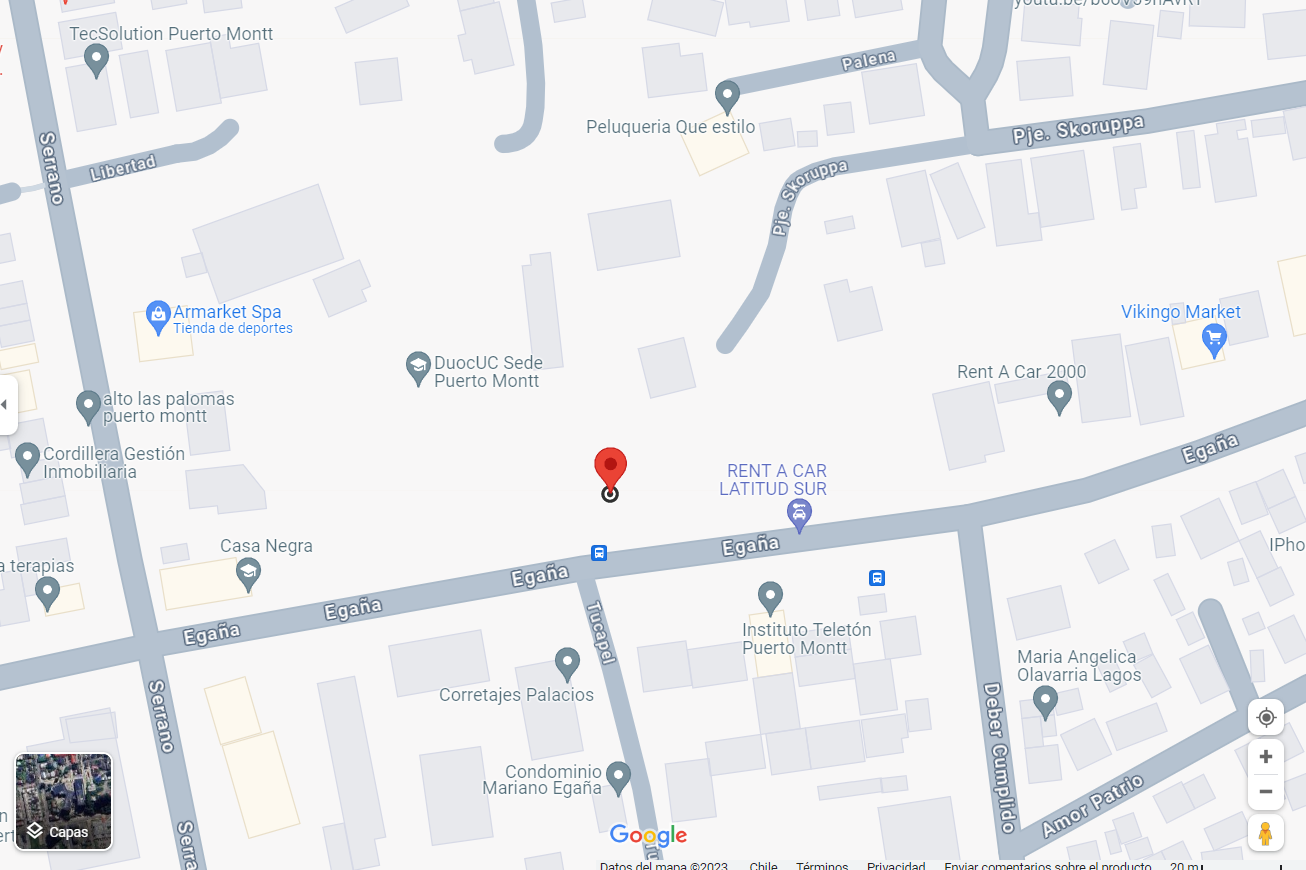 TecSolution Puerto Montt
Palena
Peluqueria Que estilo
Pje. Skoruppa
Serrano
Libertad
Pje. Skoruppa
Armarket Spa
Tienda de deportes
Vikingo Market
DuocUC Sede
Puerto Montt
Rent A Car 2000
alto las palomas
puerto montt
Cordillera Gestión
Inmobiliaria
Egaña
RENT A CAR
LATITUD SUR
Casa Negra
Egaña
Egaña
IPho
a terapias
Egaña
Egaña
Tucapel
Instituto Teletón
Puerto Montt
Maria Angelica
Olavarria Lagos
Corretajes Palacios
Serrano
Deber Cumplido
Condominio
Mariano Egaña
Amor Patrio
Capas
Serra
Google
Datos del mapa ©2023 Chile Términos Privacidad Enviar comentarios sobre el producto 20 m